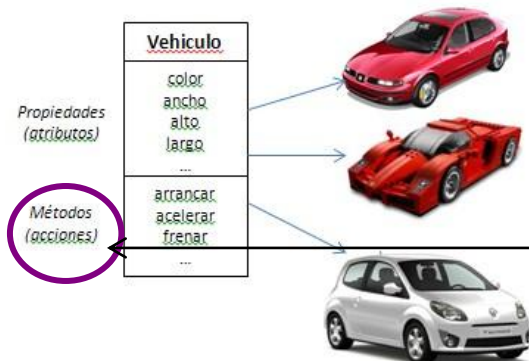 Vehiculo
Propiedades
(atributos)
color
ancho
alto
largo
...
Métodos
(acciones)
arrancar
acelerar
frenar
...